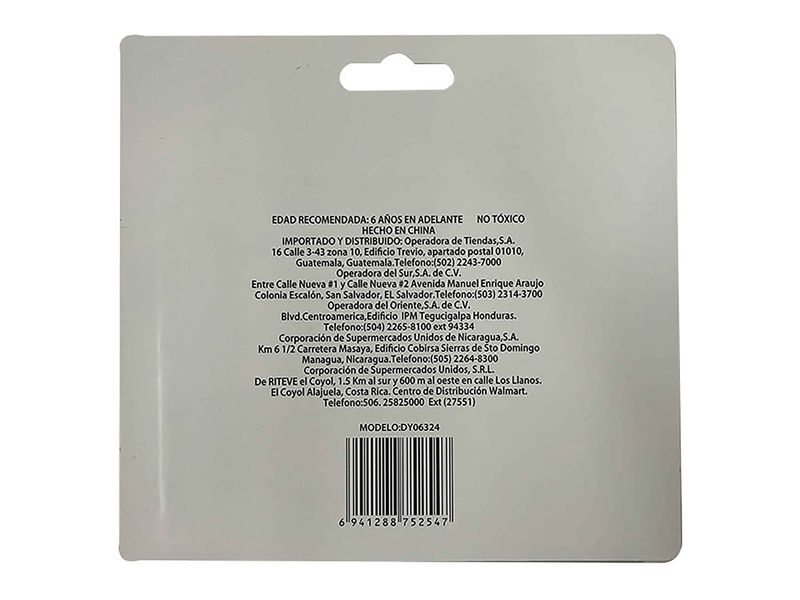 EDAD RECOMENDADA: 6 AÑOS EN ADELANTE NO TÓXICO
HECHO EN CHINA
IMPORTADO Y DISTRIBUIDO: Operadora de Tiendas,S.A.
16 Calle 3-43 zona 10, Edificio Trevio, apartado postal 01010,
Guatemala, Guatemala.Telefono:(502) 2243-7000
Operadora del Sur,S.A. de C.V.
Entre Calle Nueva #1 y Calle Nueva #2 Avenida Manuel Enrique Araujo
Colonia Escalón, San Salvador, EL Salvador.Telefono:(503) 2314-3700
Operadora del Oriente,S.A. de C.V.
Blvd.Centroamerica,Edificio IPM Tegucigalpa Honduras.
Telefono:(504) 2265-8100 ext 94334
Corporación de Supermercados Unidos de Nicaragua,S.A.
Km 6 1/2 Carretera Masaya, Edificio Cobirsa Sierras de Sto Domingo
Managua, Nicaragua.Telefono:(505) 2264-8300
Corporación de Supermercados Unidos, S.R.L.
De RITEVE el Coyol, 1.5 Km al sur y 600 m al oeste en calle Los Llanos.
El Coyol Alajuela, Costa Rica. Centro de Distribución Walmart.
Telefono:506. 25825000 Ext (27551)
MODELO:DY06324
6 941288 752547